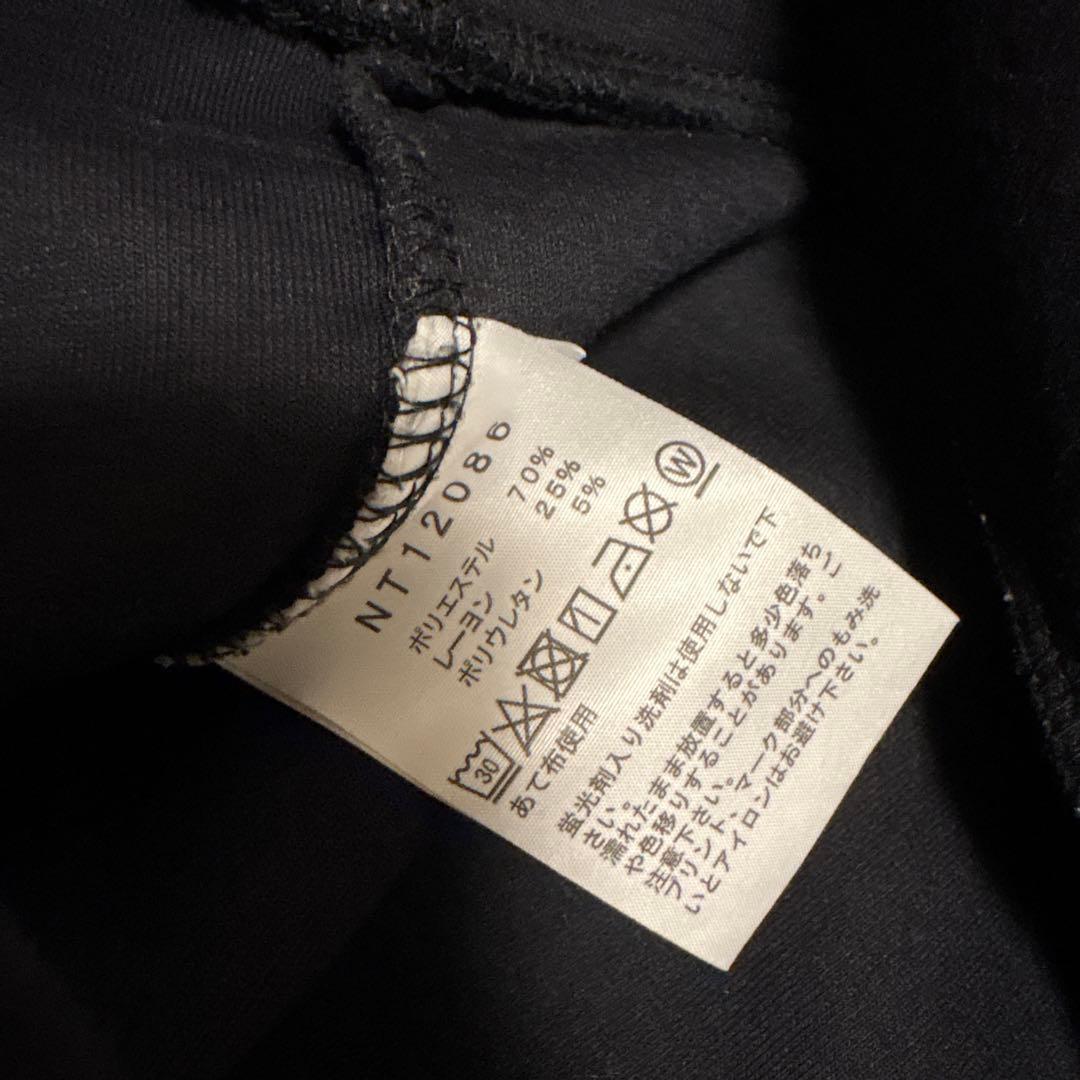 NT12086
ポリエステル 70%
レーヨン 25%
ポリウレタン 5%
30 W
あて布使用
蛍光剤入り洗剤は使用しないで下
さい。
濡れたまま放置すると多少色落ち
や色移りすることがあります。ご
注意下さい。
プリント、マーク部分へのもみ洗
いとアイロンはお避け下さい。